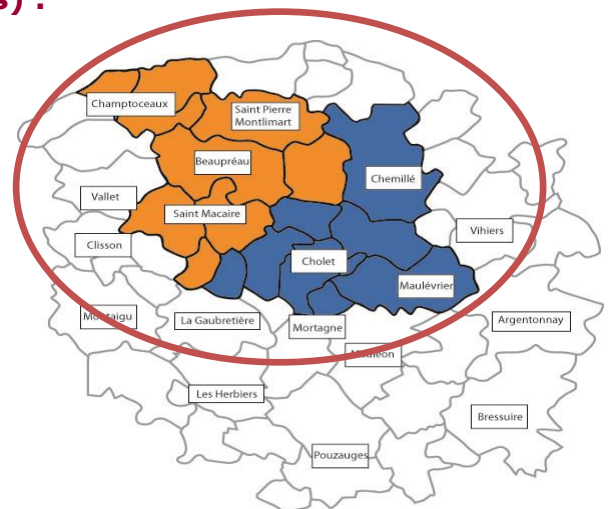 s) :
Champtoceaux
Saint Pierre
Montlimart
Beaupréau
Chemillé
Vallet
Saint Macaire
Vihiers
Clisson
Cholet
Maulévrier
Montaigu
La Gaubretière
Mortagne
Argentonnay
Mauléon
Les Herbiers
Bressuire
Pouzauges